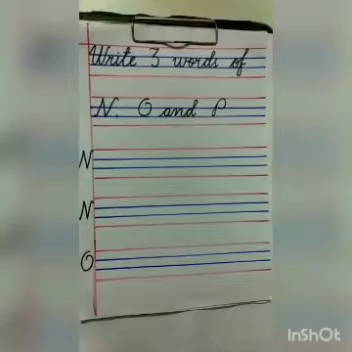 Write 3 words of
N. O and P
N
N
O
InShOt